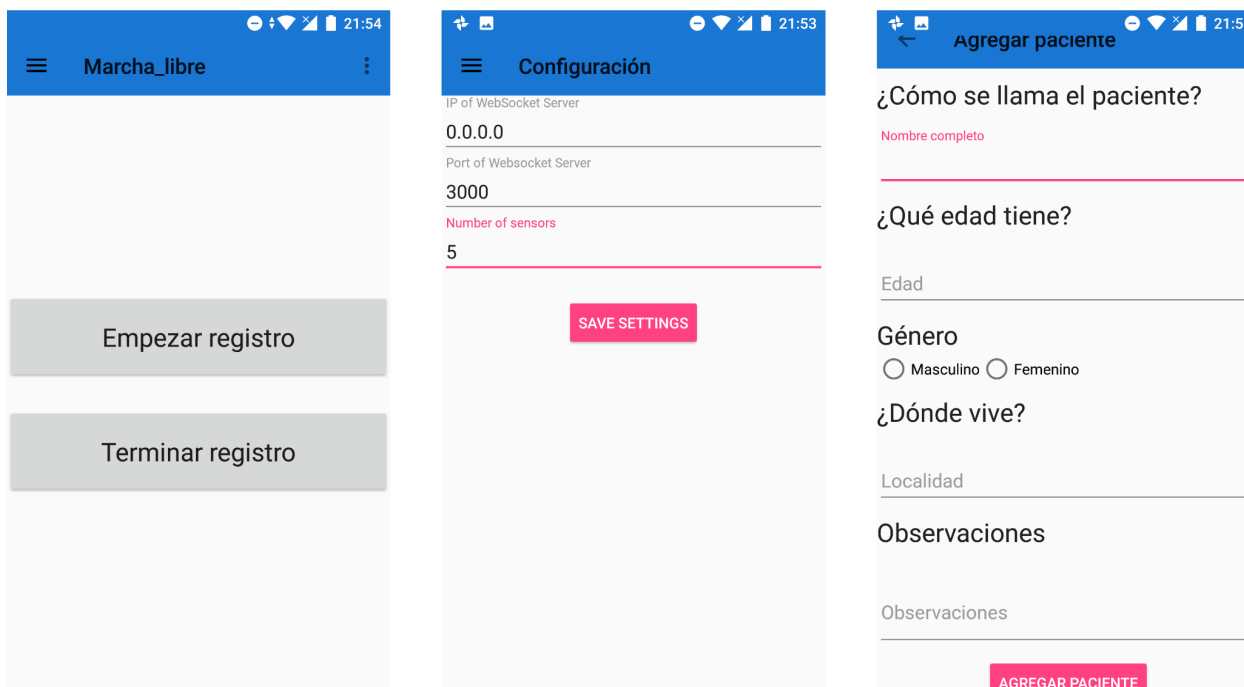 21:54
Marcha_libre
Empezar registro
Terminar registro
21:53
Configuración
IP of WebSocket Server
0.0.0.0
Port of Websocket Server
3000
Number of sensors
5
SAVE SETTINGS
Agregar paciente
¿Cómo se llama el paciente?
Nombre completo
¿Qué edad tiene?
Edad
Género
Masculino Femenino
¿Dónde vive?
Localidad
Observaciones
Observaciones
AGREGAR PACIENTE